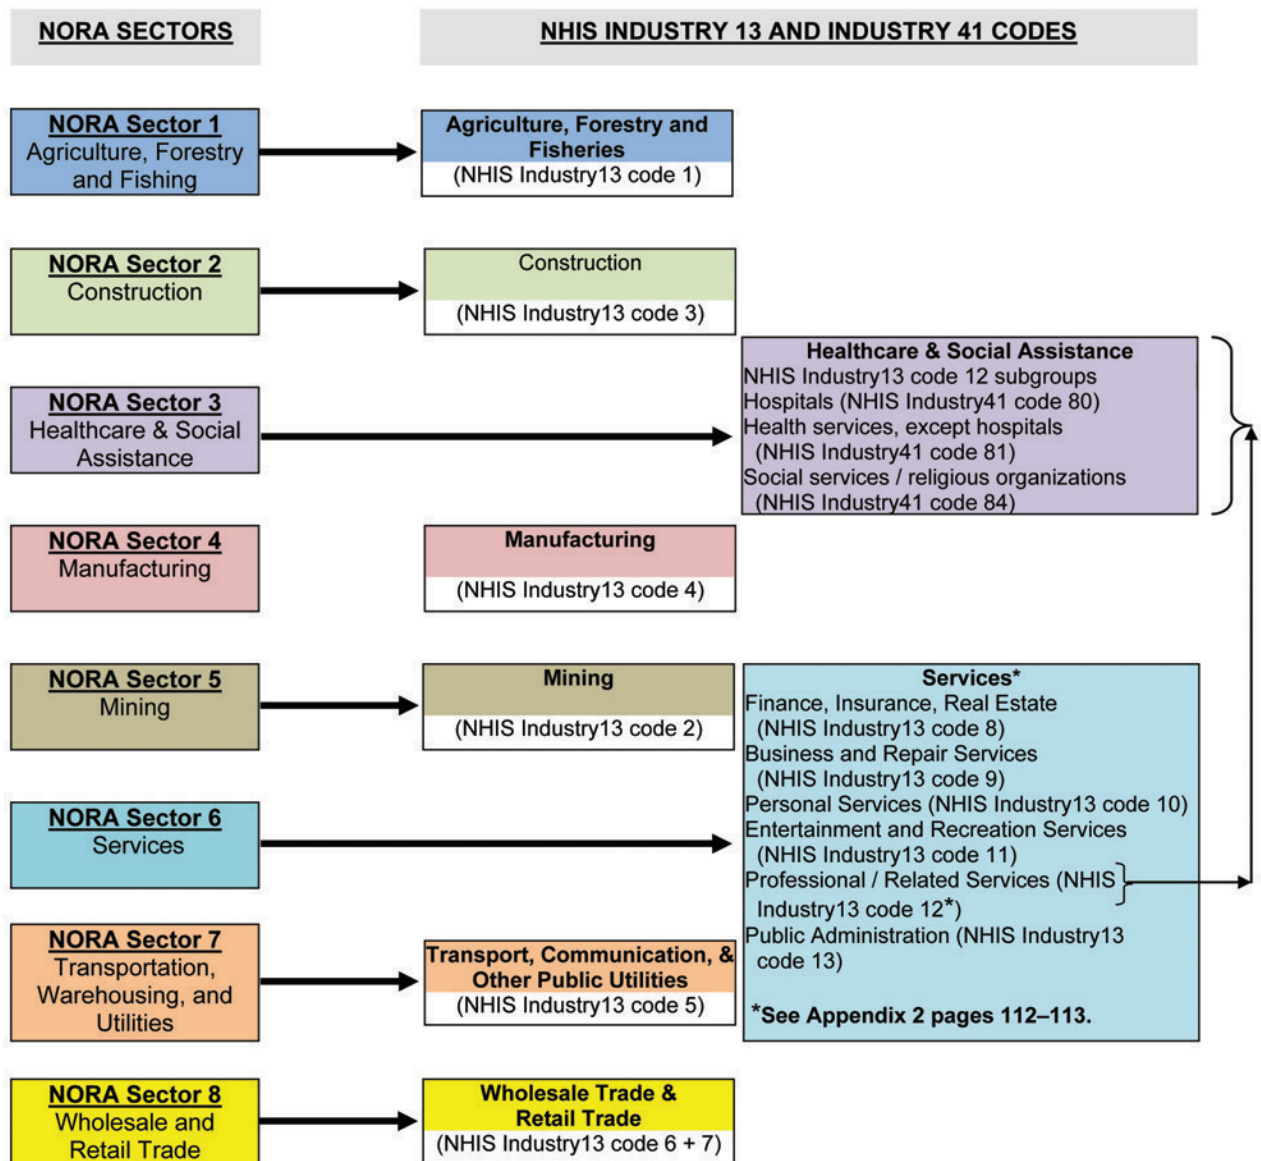 NORA SECTORS
NHIS INDUSTRY 13 AND INDUSTRY 41 CODES
NORA Sector 1
Agriculture, Forestry
and Fishing
Agriculture, Forestry and
Fisheries
(NHIS Industry13 code 1)
NORA Sector 2
Construction
Construction
(NHIS Industry13 code 3)
NORA Sector 3
Healthcare & Social
Assistance
Healthcare & Social Assistance
NHIS Industry13 code 12 subgroups
Hospitals (NHIS Industry41 code 80)
Health services, except hospitals
(NHIS Industry41 code 81)
Social services / religious organizations
(NHIS Industry41 code 84)
NORA Sector 4
Manufacturing
Manufacturing
(NHIS Industry13 code 4)
NORA Sector 5
Mining
Mining
(NHIS Industry13 code 2)
NORA Sector 6
Services
Services*
Finance, Insurance, Real Estate
(NHIS Industry13 code 8)
Business and Repair Services
(NHIS Industry13 code 9)
Personal Services (NHIS Industry13 code 10)
Entertainment and Recreation Services
(NHIS Industry13 code 11)
Professional / Related Services (NHIS
Industry13 code 12*)
Public Administration (NHIS Industry13
code 13)
*See Appendix 2 pages 112–113.
NORA Sector 7
Transportation,
Warehousing, and
Utilities
Transport, Communication, &
Other Public Utilities
(NHIS Industry13 code 5)
NORA Sector 8
Wholesale and
Retail Trade
Wholesale Trade &
Retail Trade
(NHIS Industry13 code 6 + 7)